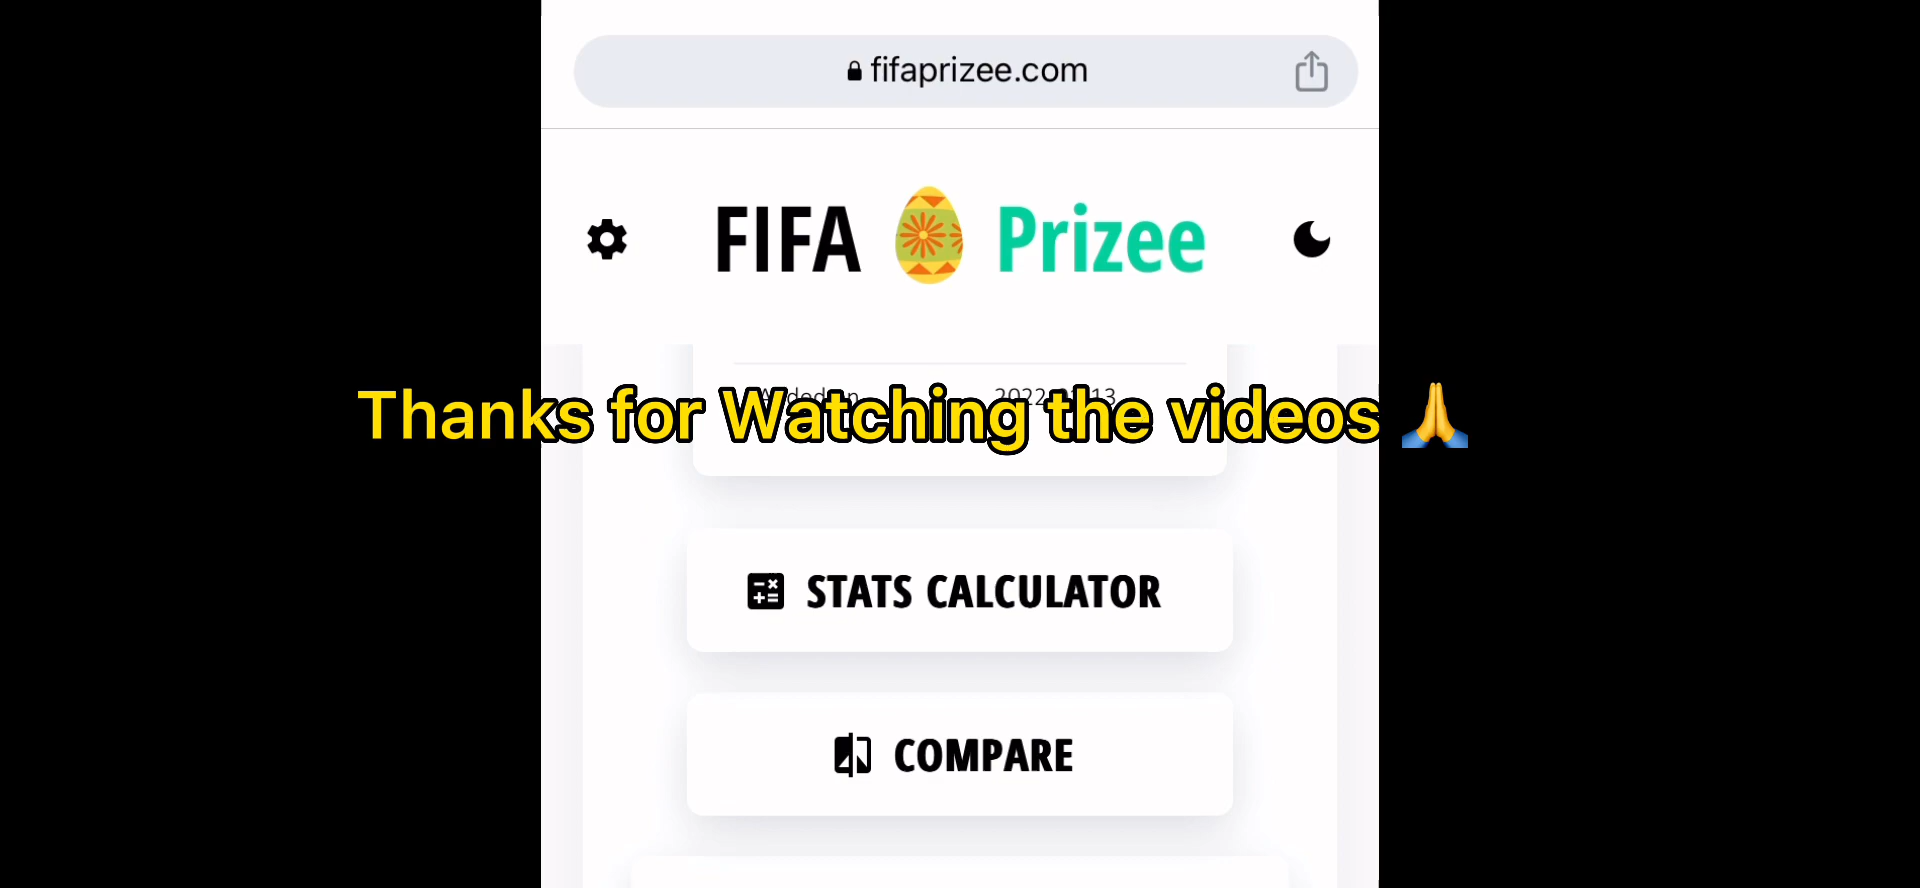 fifaprizee.com
FIFA Prizee
Thanks for Watching the videos 🙏
STATS CALCULATOR
COMPARE